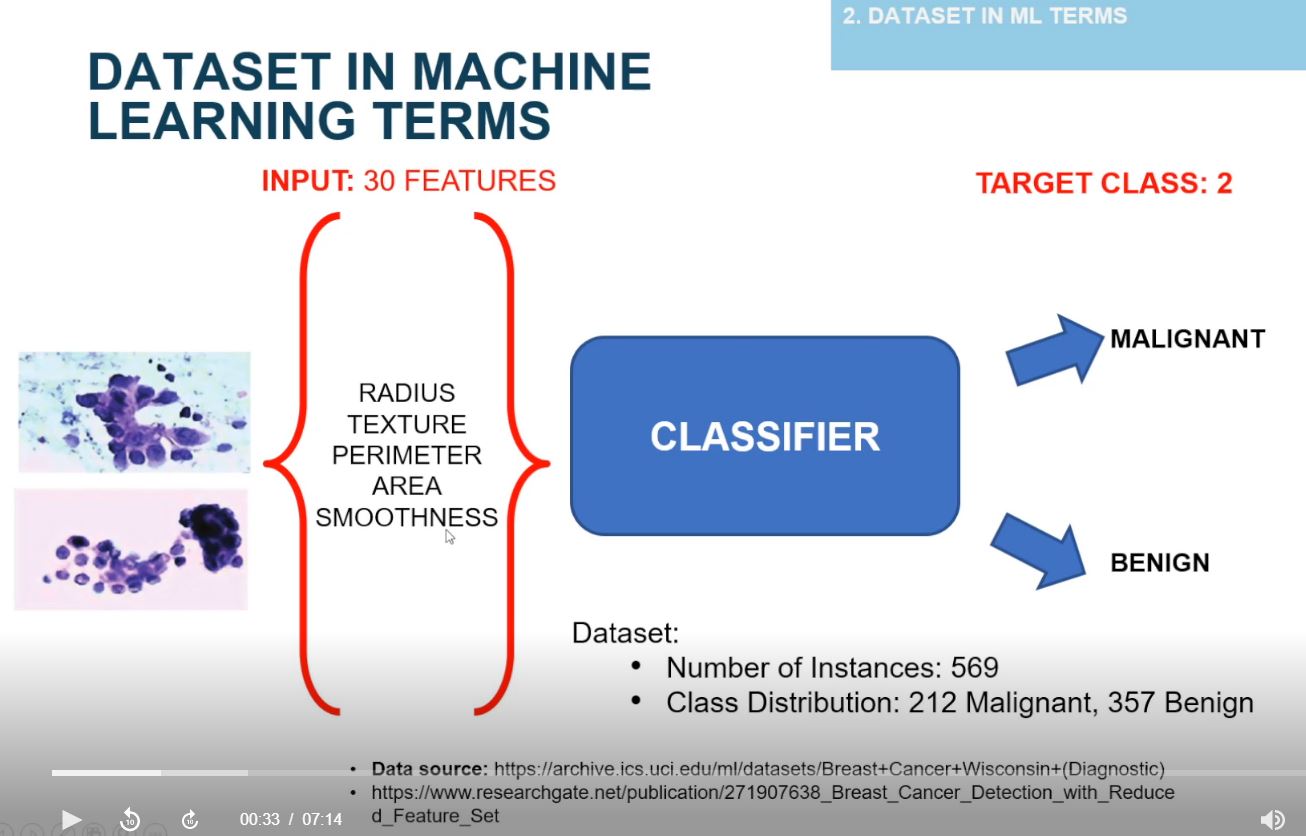 2. DATASET IN ML TERMS
DATASET IN MACHINE
LEARNING TERMS
INPUT: 30 FEATURES
TARGET CLASS: 2
RADIUS
TEXTURE
PERIMETER
AREA
SMOOTHNESS
CLASSIFIER
MALIGNANT
BENIGN
Dataset:
• Number of Instances: 569
• Class Distribution: 212 Malignant, 357 Benign
• Data source: https://archive.ics.uci.edu/ml/datasets/Breast+Cancer+Wisconsin+(Diagnostic)
• https://www.researchgate.net/publication/271907638_Breast_Cancer_Detection_with_Reduce
d_Feature_Set
10
10
00:33 / 07:14